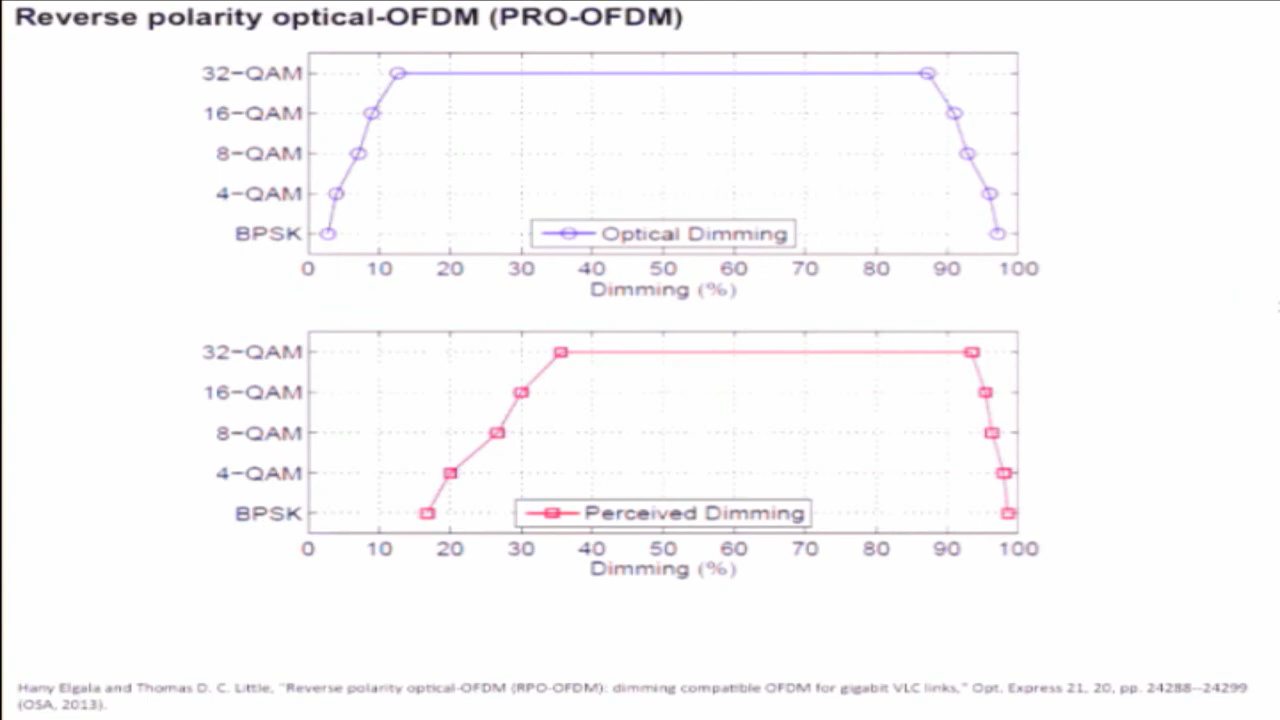 Reverse polarity optical-OFDM (PRO-OFDM)
32-QAM
16-QAM
8-QAM
4-QAM
BPSK
Optical Dimming
0 10 20 30 40 50 60 70 80 90 100
Dimming (%)
32-QAM
16-QAM
8-QAM
4-QAM
BPSK
Perceived Dimming
0 10 20 30 40 50 60 70 80 90 100
Dimming (%)
Hany Elgala and Thomas D. C. Little, "Reverse polarity optical-OFDM (RPO-OFDM): dimming compatible OFDM for gigabit VLC links," Opt. Express 21, 20, pp. 24288--24299
(OSA, 2013).